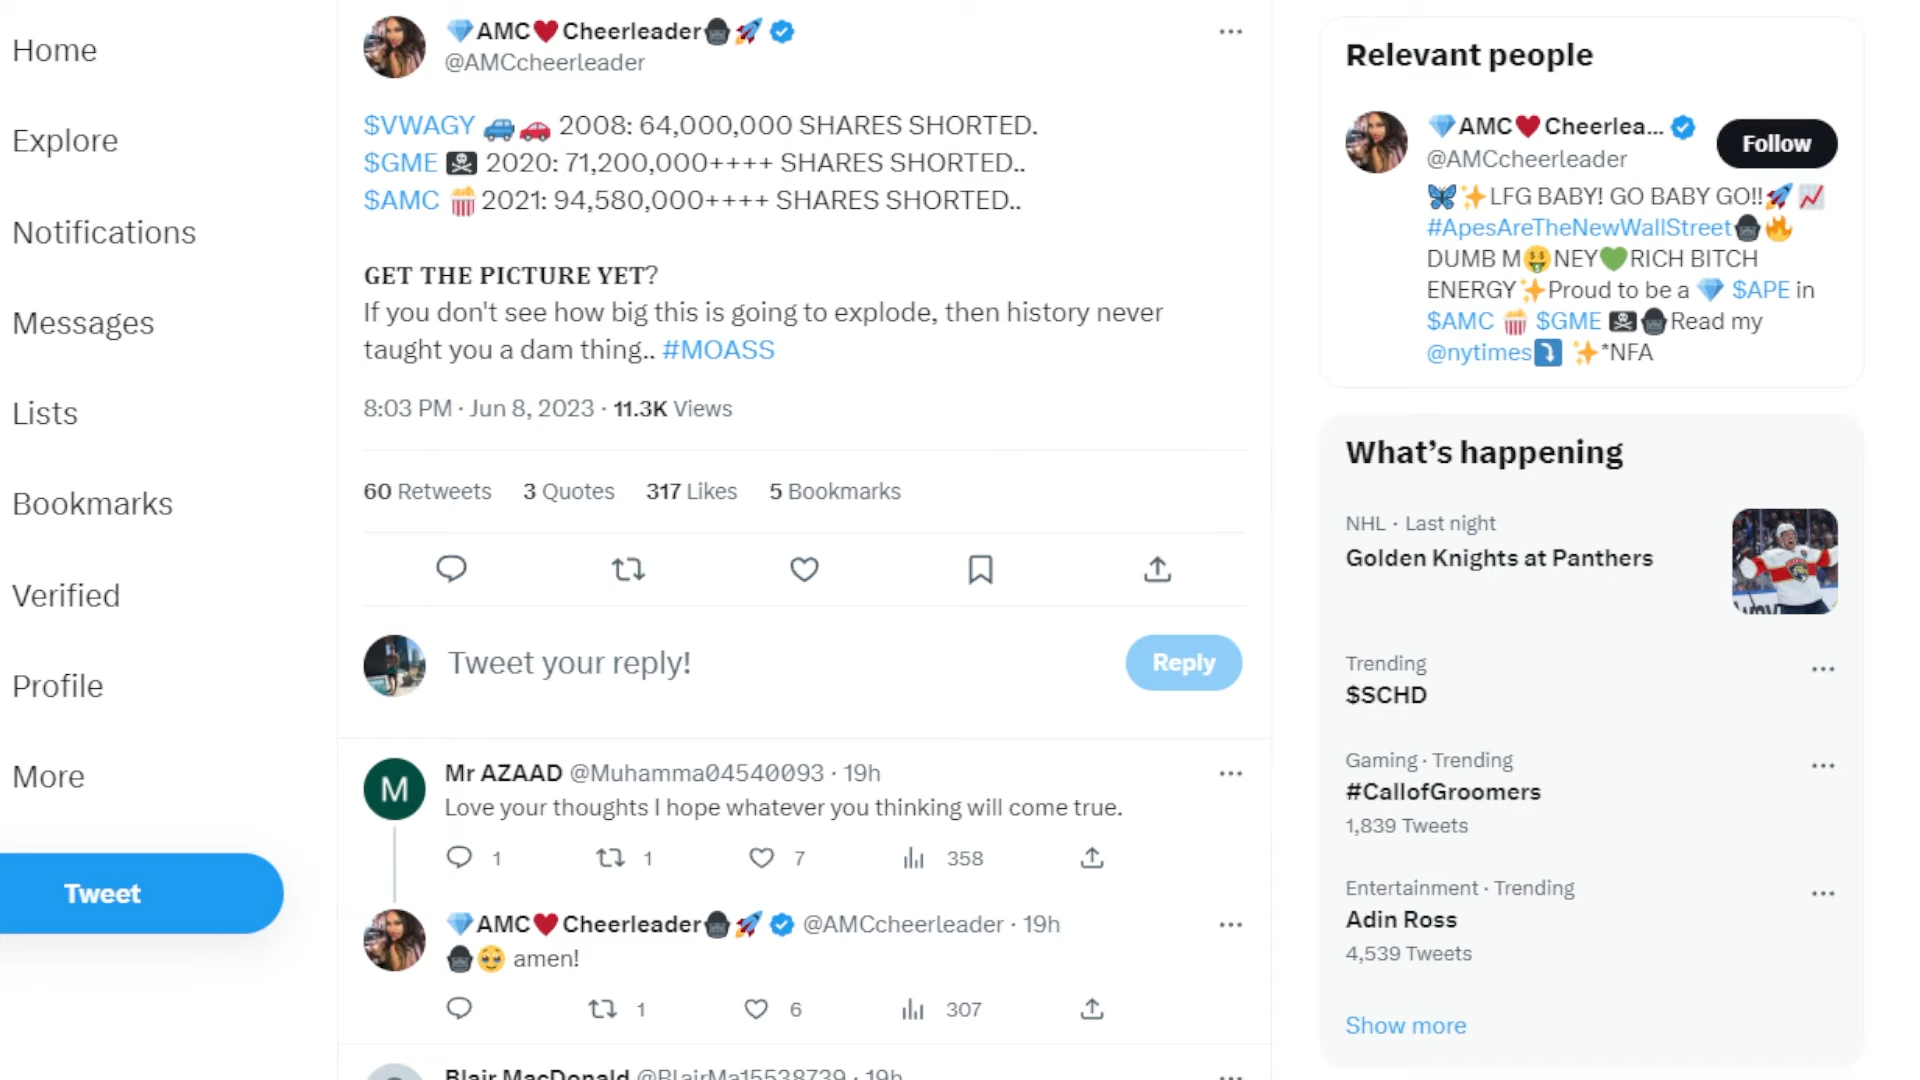 Home
Explore
Notifications
Messages
Lists
Bookmarks
Verified
Profile
More
Tweet
💎AMC❤️Cheerleader🦍🚀
@AMCcheerleader
$VWAGY 🚙🚗 2008: 64,000,000 SHARES SHORTED.
$GME 🏴‍☠️ 2020: 71,200,000++++ SHARES SHORTED..
$AMC 🍿 2021: 94,580,000++++ SHARES SHORTED..
GET THE PICTURE YET?
If you don't see how big this is going to explode, then history never
taught you a dam thing.. #MOASS
8:03 PM · Jun 8, 2023 · 11.3K Views
60 Retweets 3 Quotes 317 Likes 5 Bookmarks
Tweet your reply!
Reply
M
Mr AZAAD @Muhamma04540093 · 19h
Love your thoughts I hope whatever you thinking will come true.
1 1 7 358
💎AMC❤️Cheerleader🦍🚀 @AMCcheerleader · 19h
🦍🥹 amen!
1 6 307
Blair MacDonald @BlairMa15538739 · 19h
Relevant people
💎AMC❤️Cheerlea...
@AMCcheerleader
Follow
🦋✨LFG BABY! GO BABY GO!!🚀📈
#ApesAreTheNewWallStreet🦍🔥
DUMB M🤑NEY💚RICH BITCH
ENERGY✨Proud to be a 💎 $APE in
$AMC 🍿 $GME 🏴‍☠️🦍Read my
@nytimes⤵️ ✨*NFA
What's happening
NHL · Last night
Golden Knights at Panthers
Trending
$SCHD
Gaming · Trending
#CallofGroomers
1,839 Tweets
Entertainment · Trending
Adin Ross
4,539 Tweets
Show more